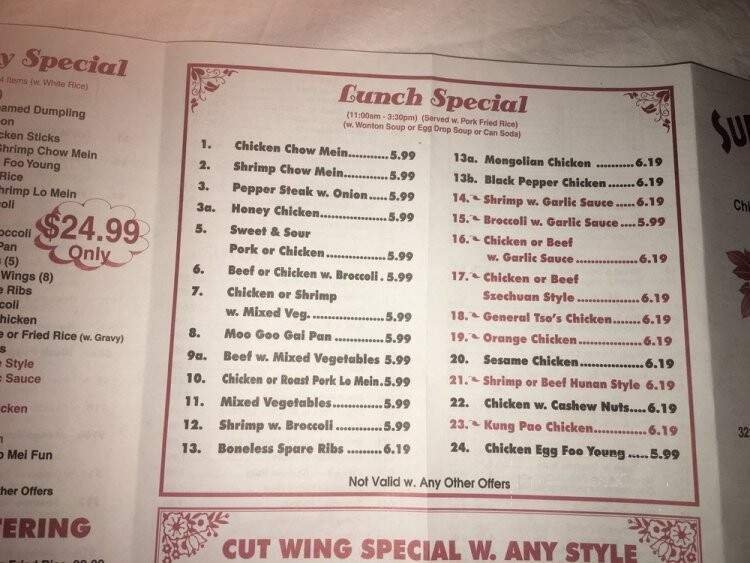 y Special
4 Items (w. White Rice)
amed Dumpling
on
cken Sticks
Shrimp Chow Mein
Foo Young
Rice
hrimp Lo Mein
coli
$24.99
Only
occoli
Pan
(5)
Wings (8)
e Ribs
coli
hicken
e or Fried Rice (w. Gravy)
s
e Style
c Sauce
cken
n
o Mei Fun
ther Offers
TERING
Lunch Special
(11:00am - 3:30pm) (Served w. Pork Fried Rice)
(w. Wonton Soup or Egg Drop Soup or Can Soda)
1. Chicken Chow Mein...........5.99
2. Shrimp Chow Mein............5.99
3. Pepper Steak w. Onion.....5.99
3a. Honey Chicken...................5.99
5. Sweet & Sour
Pork or Chicken.................5.99
6. Beef or Chicken w. Broccoli . 5.99
7. Chicken or Shrimp
w. Mixed Veg.....................5.99
8. Moo Goo Gai Pan.............5.99
9a. Beef w. Mixed Vegetables 5.99
10. Chicken or Roast Pork Lo Mein.5.99
11. Mixed Vegetables..............5.99
12. Shrimp w. Broccoli............5.99
13. Boneless Spare Ribs ..........6.19
13a. Mongolian Chicken ..........6.19
13b. Black Pepper Chicken.......6.19
14. Shrimp w. Garlic Sauce.....6.19
15. Broccoli w. Garlic Sauce....5.99
16. Chicken or Beef
w. Garlic Sauce................6.19
17. Chicken or Beef
Szechuan Style.................6.19
18. General Tso's Chicken......6.19
19. Orange Chicken................6.19
20. Sesame Chicken................6.19
21. Shrimp or Beef Hunan Style 6.19
22. Chicken w. Cashew Nuts....6.19
23. Kung Pao Chicken.............6.19
24. Chicken Egg Foo Young .....5.99
Not Valid w. Any Other Offers
CUT WING SPECIAL W. ANY STYLE
SU
Chi
32